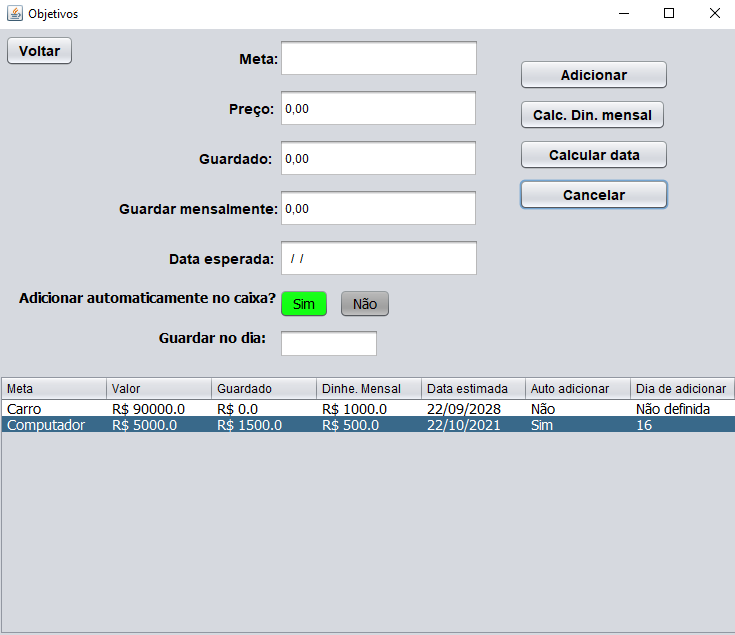 Objetivos
Voltar
Meta:
Adicionar
Preço: 0,00
Calc. Din. mensal
Guardado: 0,00
Calcular data
Guardar mensalmente: 0,00
Cancelar
Data esperada: / /
Adicionar automaticamente no caixa? Sim Não
Guardar no dia:
Meta Valor Guardado Dinhe. Mensal Data estimada Auto adicionar Dia de adicionar
Carro R$ 90000.0 R$ 0.0 R$ 1000.0 22/09/2028 Não Não definida
Computador R$ 5000.0 R$ 1500.0 R$ 500.0 22/10/2021 Sim 16